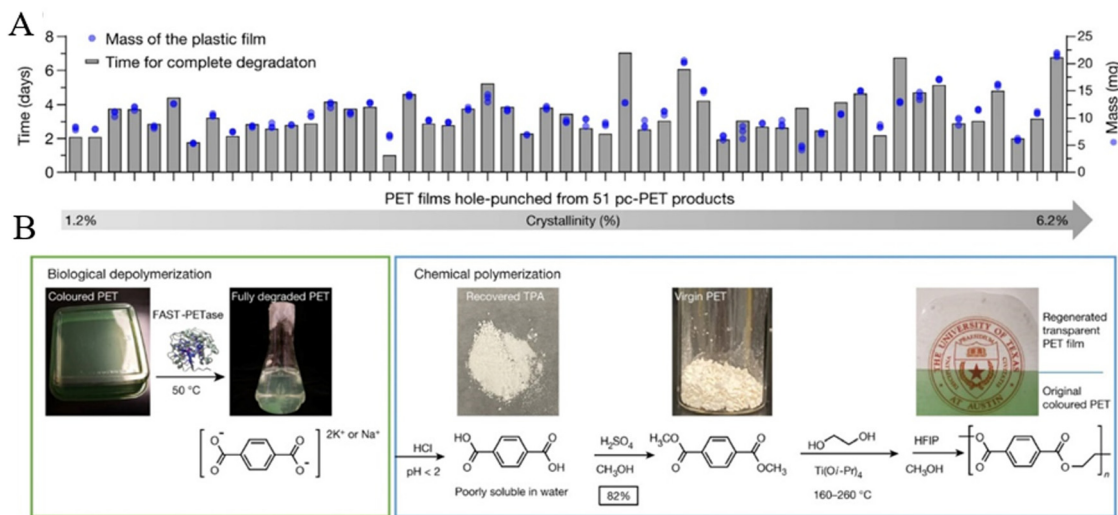 A
Mass of the plastic film
Time for complete degradaton
Time (days)
8
6
4
2
0
25
20
15
10
5
0
Mass (mg)
PET films hole-punched from 51 pc-PET products
1.2%
Crystallinity (%)
6.2%
B
Biological depolymerization
Coloured PET
FAST-PETase
50 °C
Fully degraded PET
2K⁺ or Na⁺
O⁻
O
O
O⁻
Chemical polymerization
Recovered TPA
Virgin PET
THE UNIVERSITY OF TEXAS
AT AUSTIN
Regenerated
transparent
PET film
Original
coloured PET
HCl
pH < 2
HO
O
O
OH
Poorly soluble in water
H₂SO₄
CH₃OH
82%
H₃CO
O
O
OCH₃
HO
OH
Ti(Oi-Pr)₄
160–260 °C
HFIP
CH₃OH
O
O
O
O
n